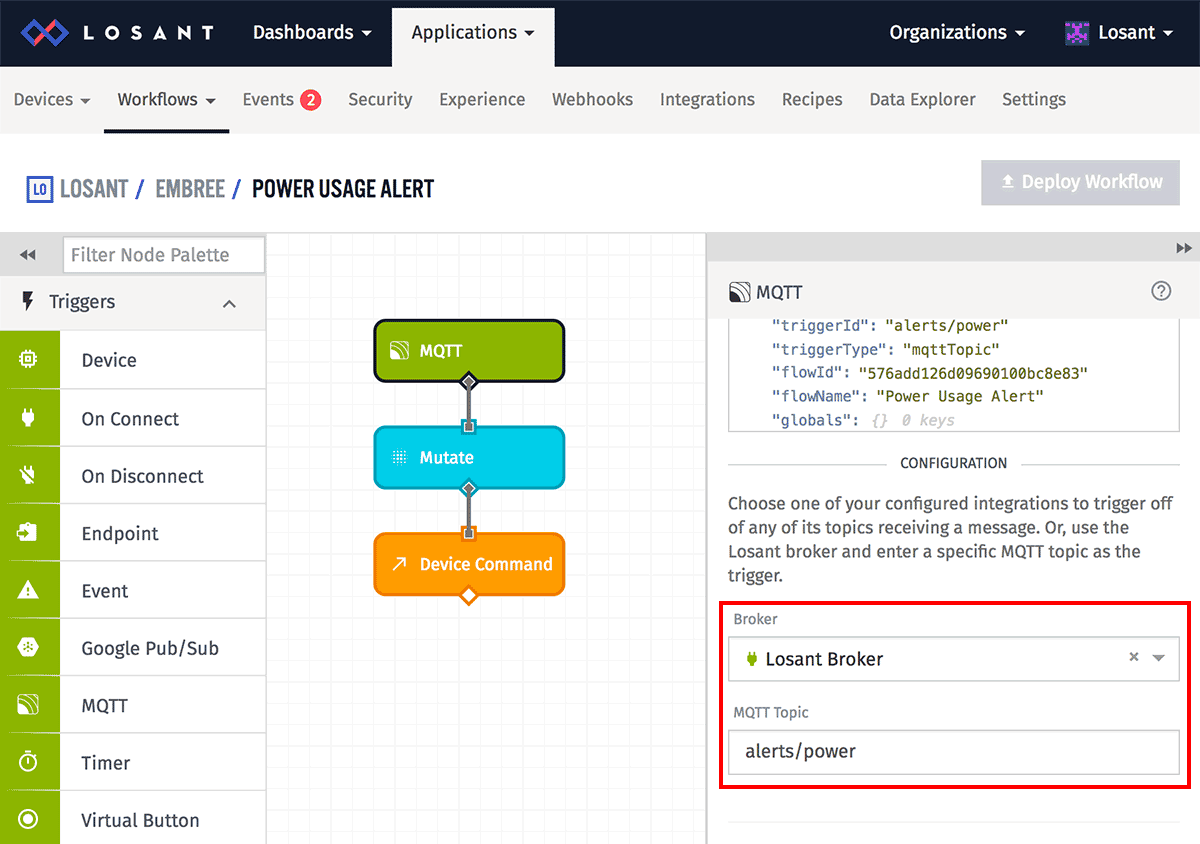 LOSANT Dashboards Applications Organizations Losant
Devices Workflows Events 2 Security Experience Webhooks Integrations Recipes Data Explorer Settings
LO LOSANT / EMBREE / POWER USAGE ALERT
Deploy Workflow
Filter Node Palette
Triggers
Device
On Connect
On Disconnect
Endpoint
Event
Google Pub/Sub
MQTT
Timer
Virtual Button
MQTT
Mutate
Device Command
MQTT
"triggerId": "alerts/power"
"triggerType": "mqttTopic"
"flowId": "576add126d09690100bc8e83"
"flowName": "Power Usage Alert"
"globals": {} 0 keys
CONFIGURATION
Choose one of your configured integrations to trigger off
of any of its topics receiving a message. Or, use the
Losant broker and enter a specific MQTT topic as the
trigger.
Broker
Losant Broker
MQTT Topic
alerts/power